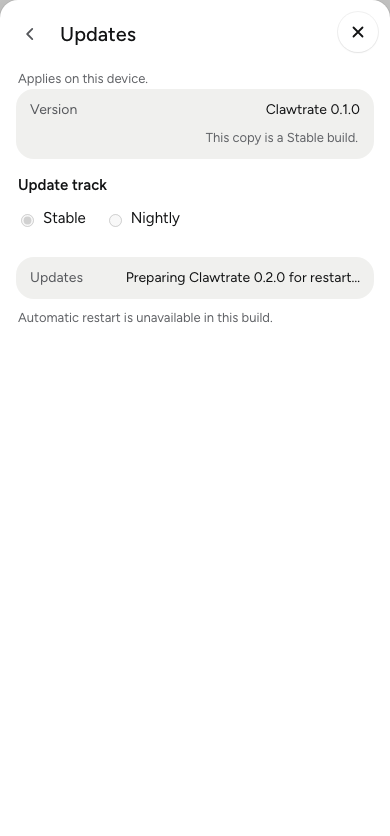 Updates
Applies on this device.
Version Clawtrate 0.1.0
This copy is a Stable build.
Update track
Stable Nightly
Updates Preparing Clawtrate 0.2.0 for restart...
Automatic restart is unavailable in this build.